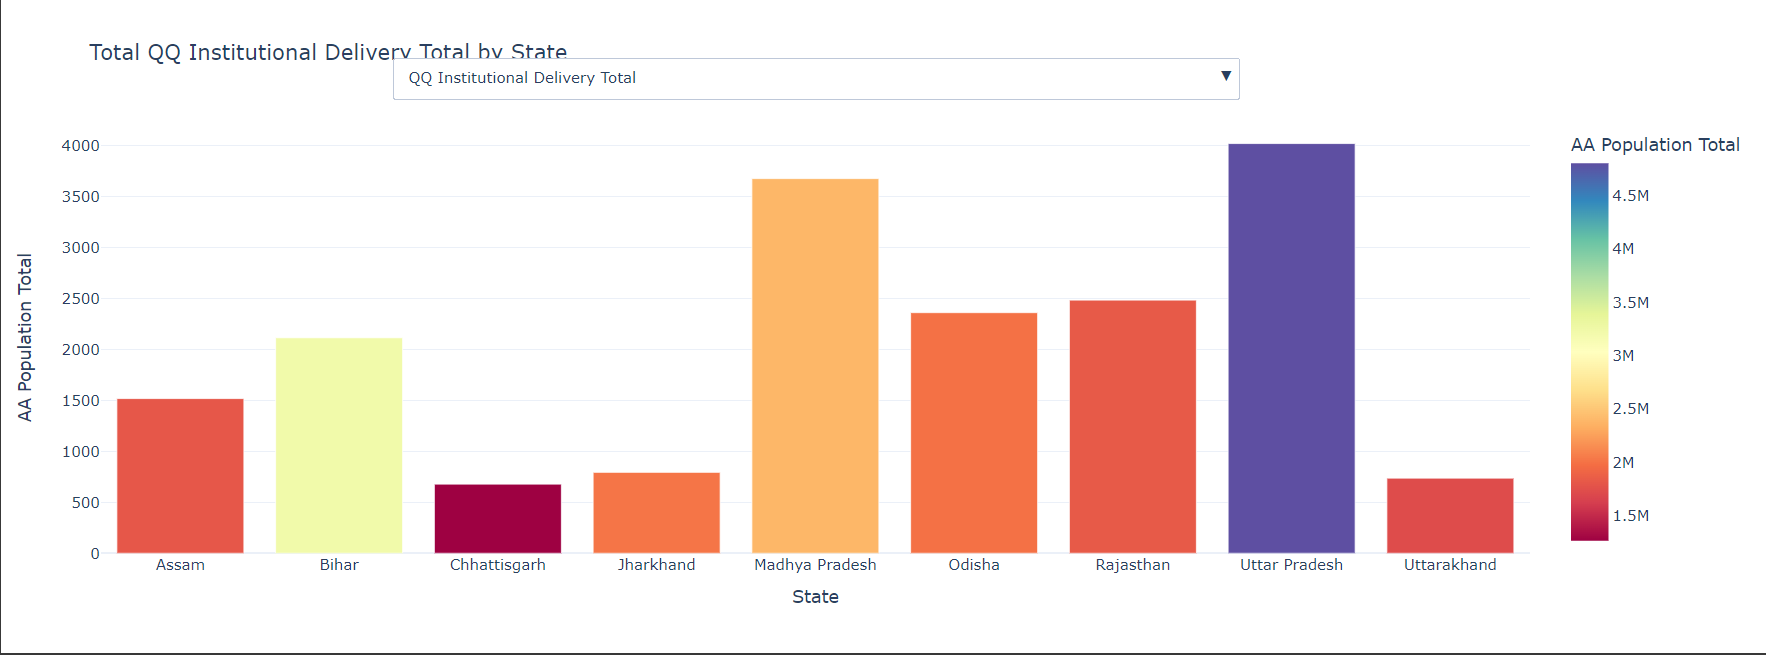 Total QQ Institutional Delivery Total by State
QQ Institutional Delivery Total
▼
AA Population Total
4000
3500
3000
2500
2000
1500
1000
500
0
Assam
Bihar
Chhattisgarh
Jharkhand
Madhya Pradesh
Odisha
Rajasthan
Uttar Pradesh
Uttarakhand
State
AA Population Total
4.5M
4M
3.5M
3M
2.5M
2M
1.5M